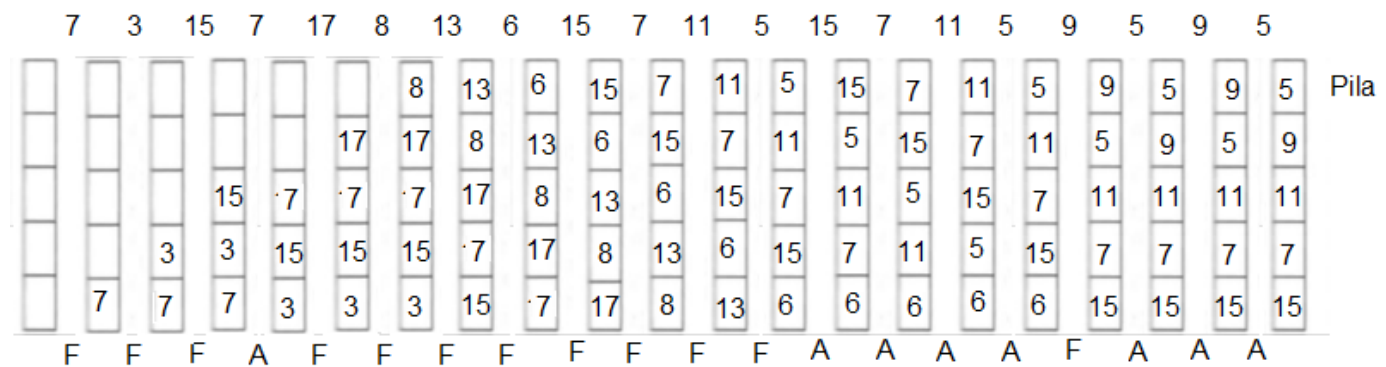 7 3 15 7 17 8 13 6 15 7 11 5 15 7 11 5 9 5 9 5
8 13 6 15 7 11 5 15 7 11 5 9 5 9 5 Pila
17 17 8 13 6 15 7 11 5 15 7 11 5 9 5 9
15 7 7 7 17 8 13 6 15 7 11 5 15 7 11 11 11 11
3 3 15 15 15 7 17 8 13 6 15 7 11 5 15 7 7 7 7
7 7 7 3 3 3 15 7 17 8 13 6 6 6 6 6 15 15 15 15
F F F A F F F F F F F F A A A A F A A A